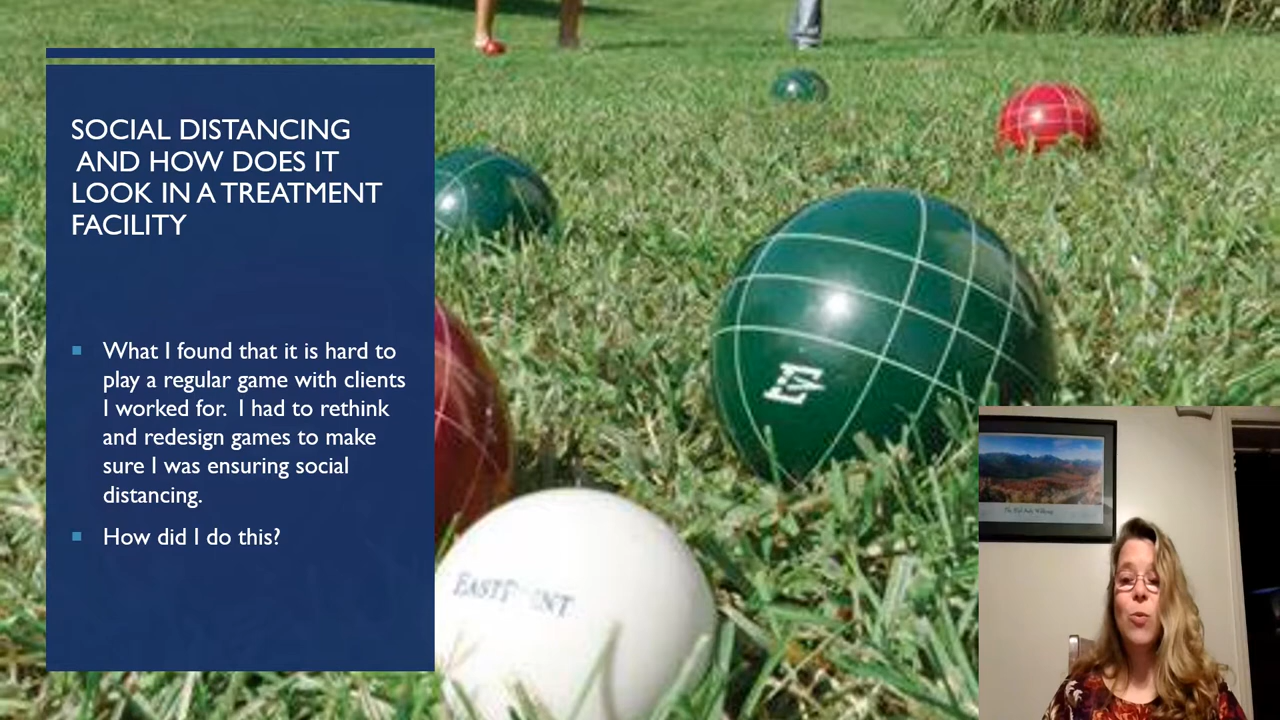 SOCIAL DISTANCING
AND HOW DOES IT
LOOK IN A TREATMENT
FACILITY
What I found that it is hard to
play a regular game with clients
I worked for. I had to rethink
and redesign games to make
sure I was ensuring social
distancing.
How did I do this?
E